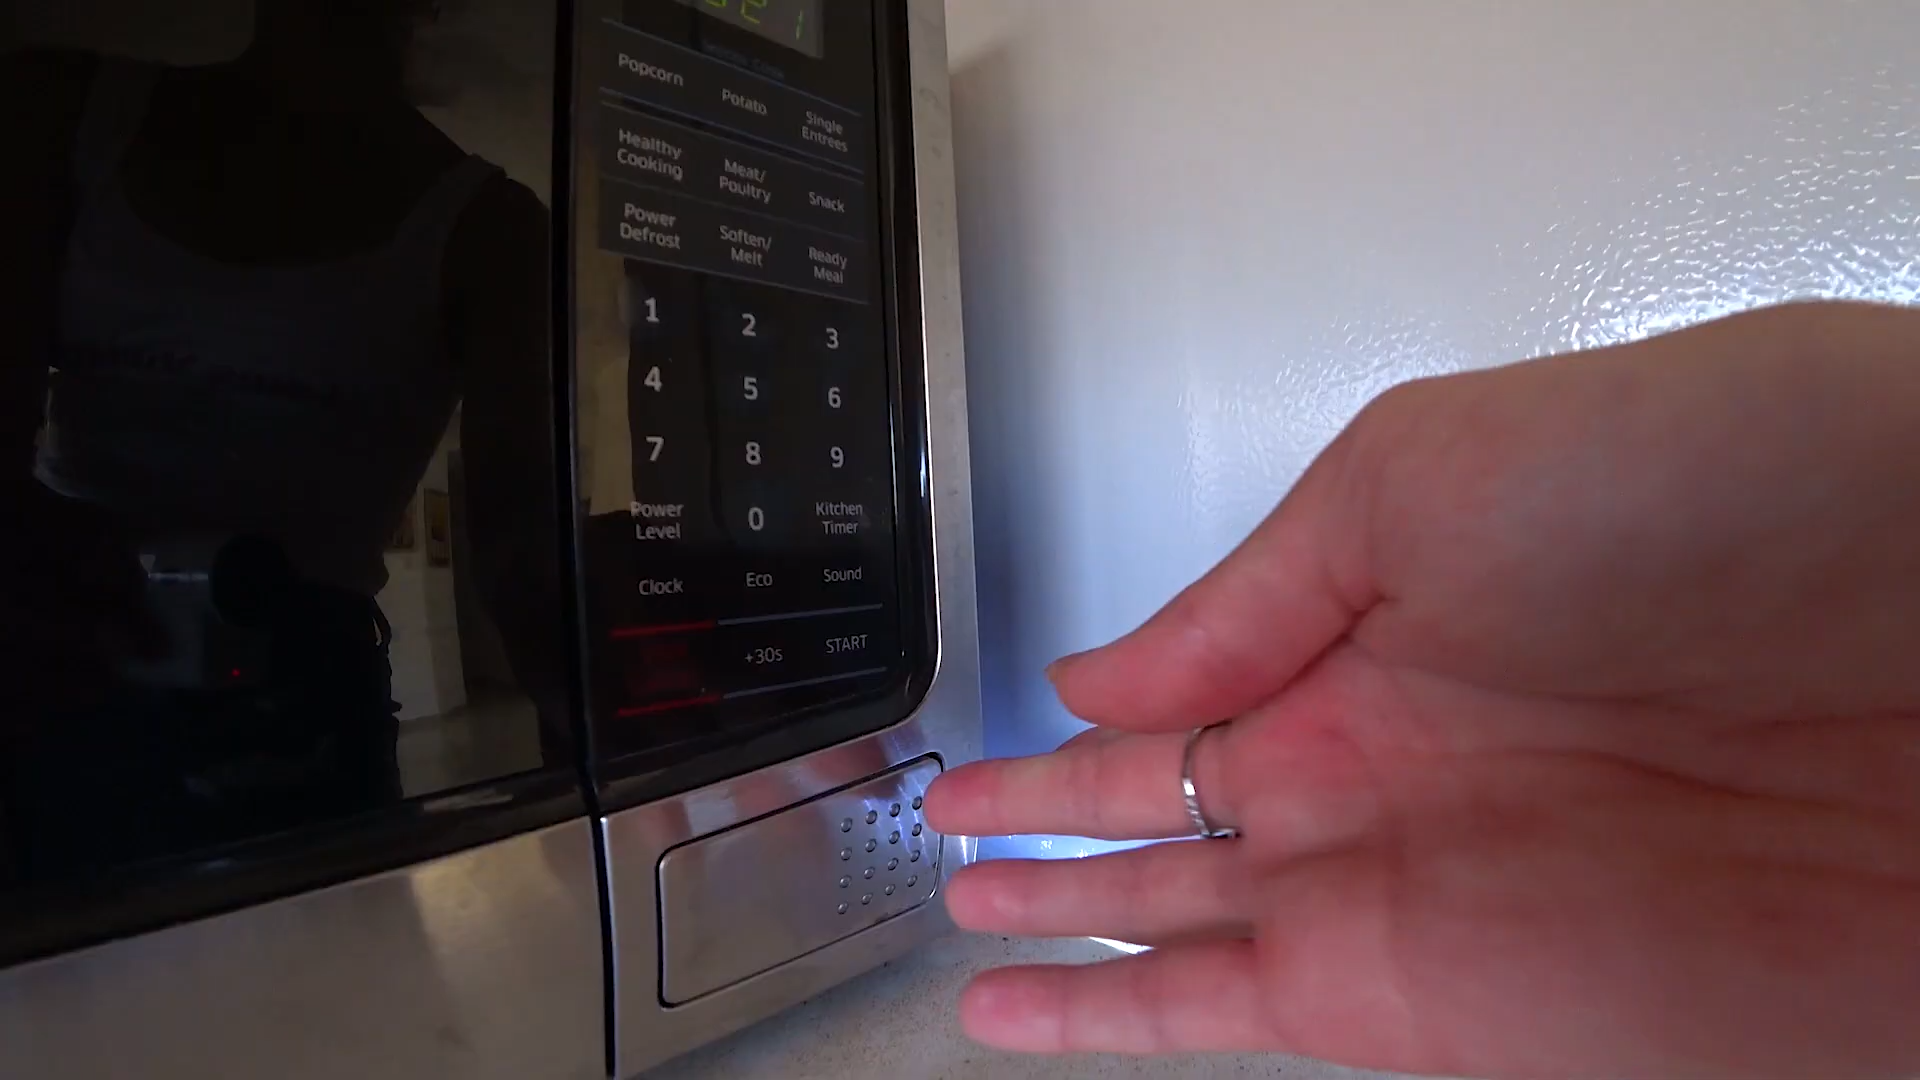 Popcorn
Potato
Single
Entrees
Healthy
Cooking
Meat/
Poultry
Snack
Power
Defrost
Soften/
Melt
Ready
Meal
1
2
3
4
5
6
7
8
9
Power
Level
0
Kitchen
Timer
Clock
Eco
Sound
+30s
START